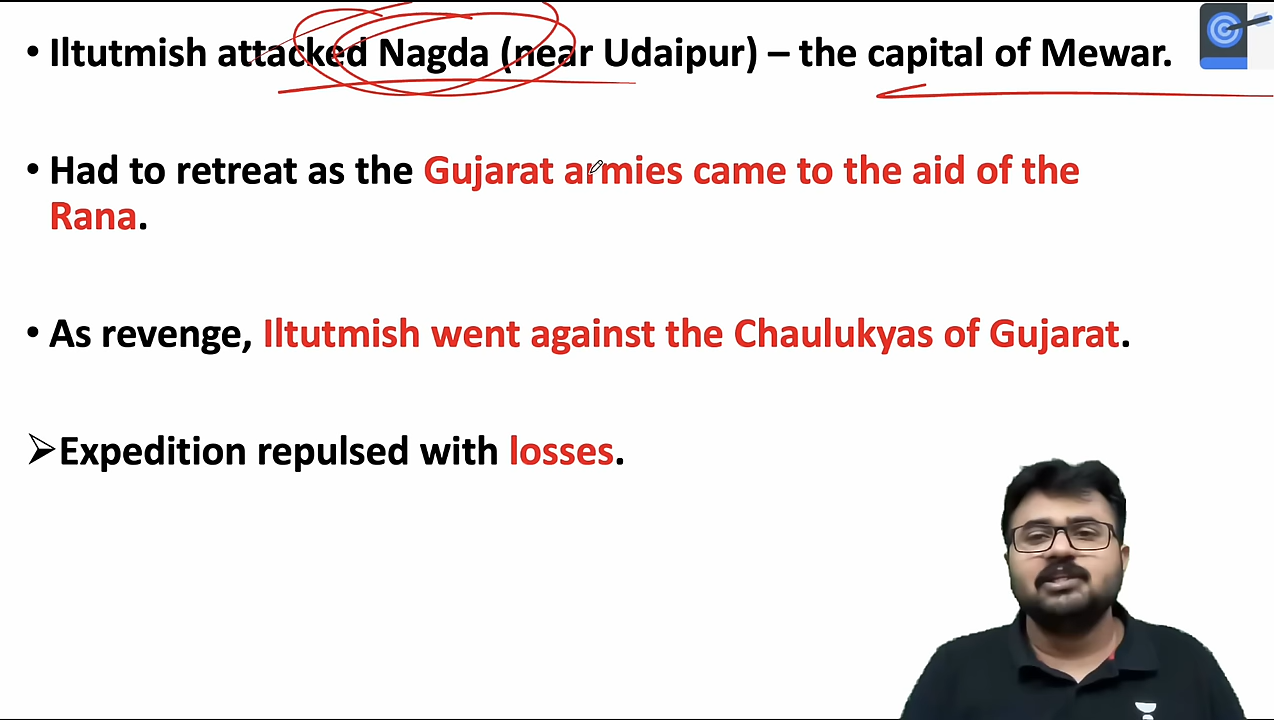 • Iltutmish attacked Nagda (near Udaipur) – the capital of Mewar.
• Had to retreat as the Gujarat armies came to the aid of the
Rana.
• As revenge, Iltutmish went against the Chaulukyas of Gujarat.
➢Expedition repulsed with losses.